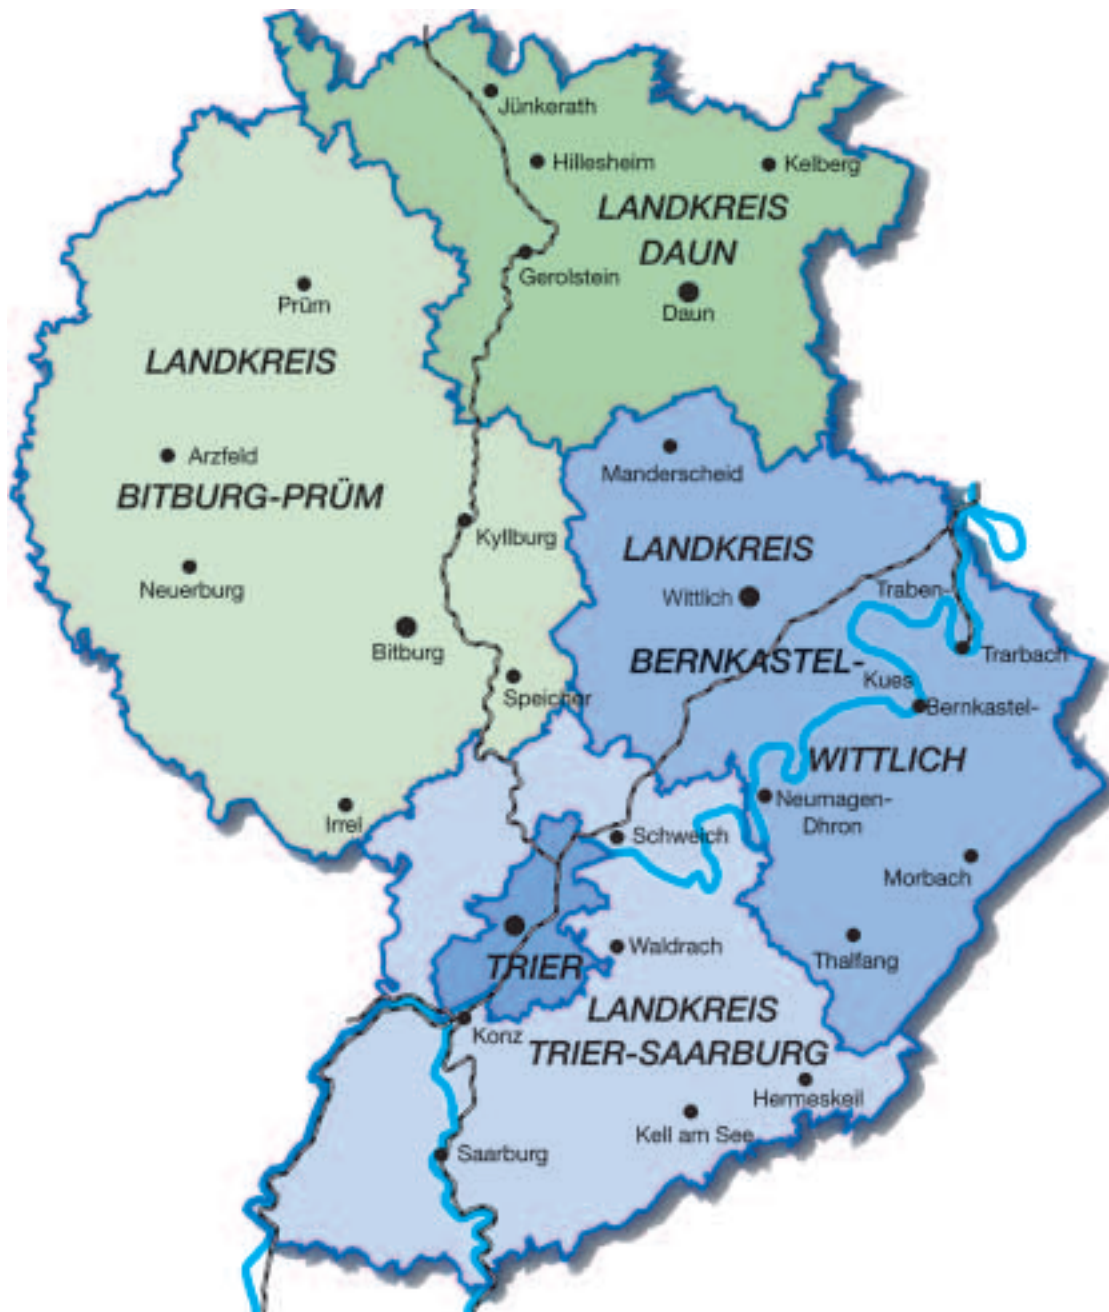 Jünkerath
Hillesheim
Kelberg
LANDKREIS
DAUN
Gerolstein
Daun
Prüm
LANDKREIS
Arzfeld
BITBURG-PRÜM
Manderscheid
Kyllburg
LANDKREIS
Neuerburg
Wittlich
Traben-
Bitburg
Trarbach
BERNKASTEL-
Kues
Speicher
Bernkastel-
WITTLICH
Irrel
Neumagen-
Dhron
Schweich
Morbach
Waldrach
Thalfang
TRIER
LANDKREIS
Konz
TRIER-SAARBURG
Hermeskeil
Kell am See
Saarburg